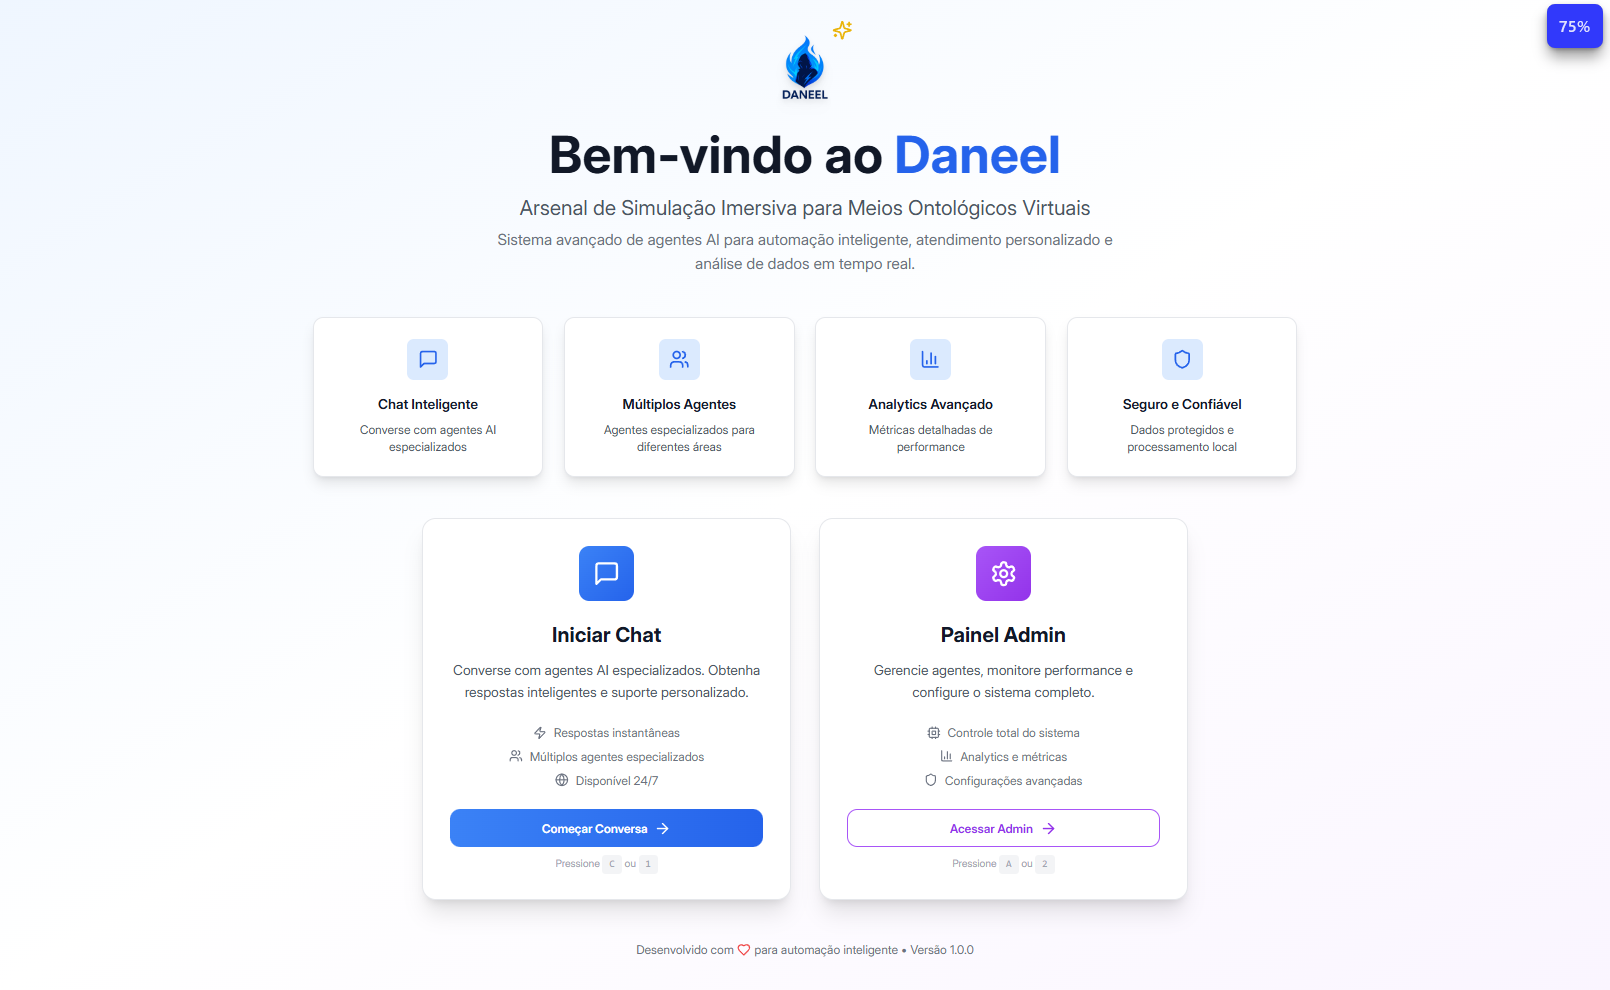 75%
DANEEL
Bem-vindo ao Daneel
Arsenal de Simulação Imersiva para Meios Ontológicos Virtuais
Sistema avançado de agentes AI para automação inteligente, atendimento personalizado e
análise de dados em tempo real.
Chat Inteligente
Converse com agentes AI
especializados
Múltiplos Agentes
Agentes especializados para
diferentes áreas
Analytics Avançado
Métricas detalhadas de
performance
Seguro e Confiável
Dados protegidos e
processamento local
Iniciar Chat
Converse com agentes AI especializados. Obtenha
respostas inteligentes e suporte personalizado.
Respostas instantâneas
Múltiplos agentes especializados
Disponível 24/7
Começar Conversa
Pressione C ou 1
Painel Admin
Gerencie agentes, monitore performance e
configure o sistema completo.
Controle total do sistema
Analytics e métricas
Configurações avançadas
Acessar Admin
Pressione A ou 2
Desenvolvido com para automação inteligente • Versão 1.0.0